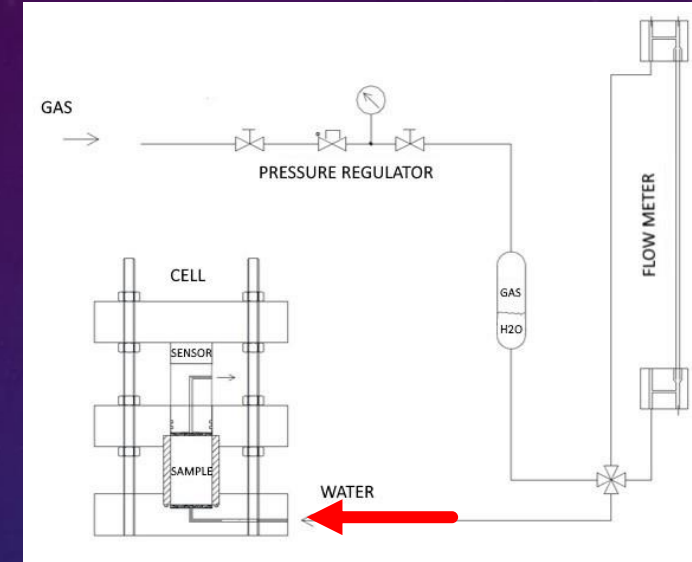 GAS
PRESSURE REGULATOR
FLOW METER
CELL
GAS
H2O
SENSOR
SAMPLE
WATER